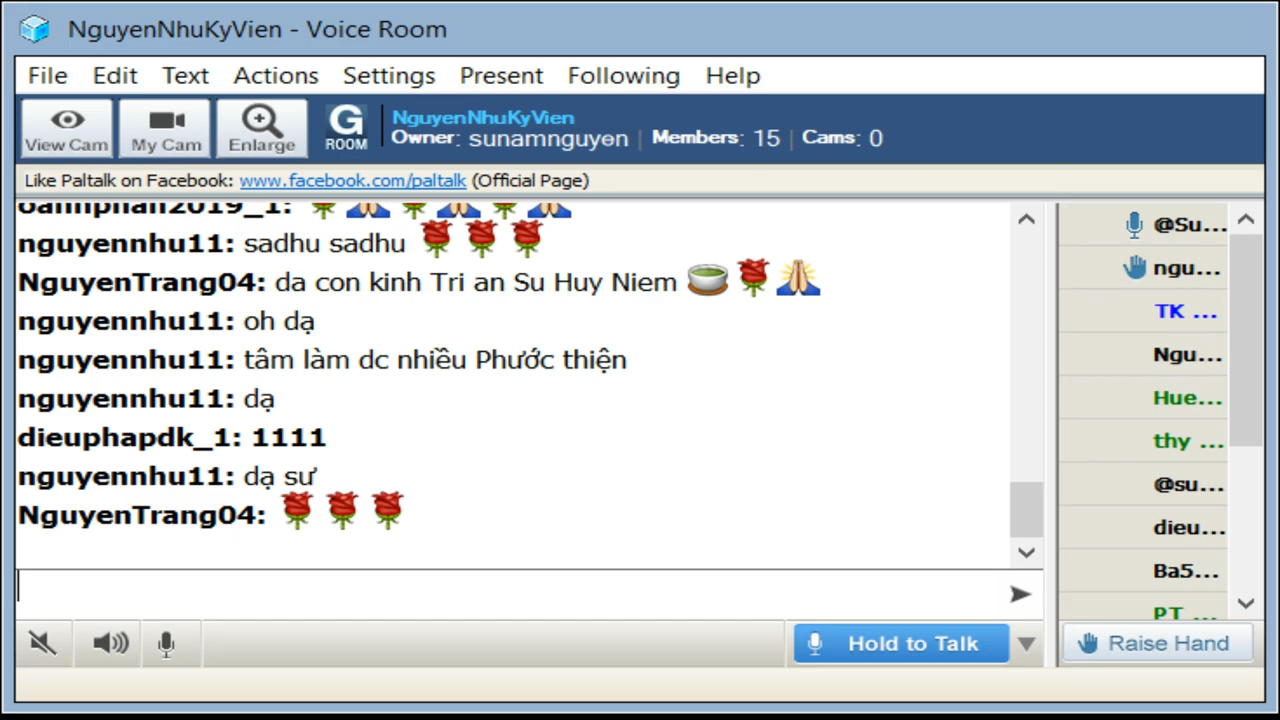 NguyenNhuKyVien - Voice Room
File Edit Text Actions Settings Present Following Help
View Cam My Cam Enlarge G ROOM
NguyenNhuKyVien
Owner: sunamnguyen | Members: 15 | Cams: 0
Like Paltalk on Facebook: www.facebook.com/paltalk (Official Page)
oanhphan2019_1: 🌹🙏🌹🙏🌹🙏
nguyennhu11: sadhu sadhu 🌹🌹🌹
NguyenTrang04: da con kinh Tri an Su Huy Niem 🍵🌹🙏
nguyennhu11: oh dạ
nguyennhu11: tâm làm dc nhiều Phước thiện
nguyennhu11: dạ
dieuphapdk_1: 1111
nguyennhu11: dạ sư
NguyenTrang04: 🌹🌹🌹
@Su...
ngu...
TK ...
Ngu...
Hue...
thy ...
@su...
dieu...
Ba5...
PT ...
Hold to Talk
Raise Hand